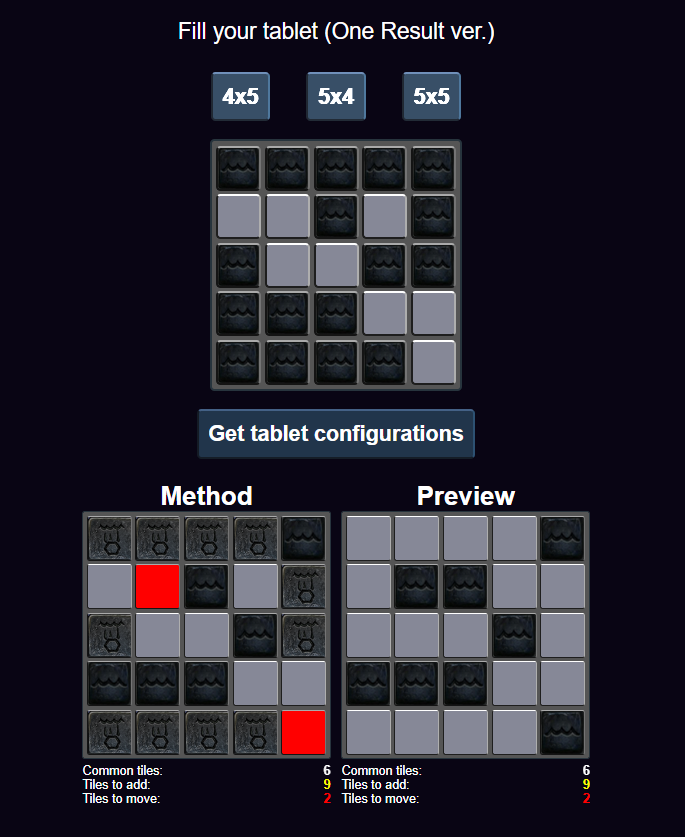 Fill your tablet (One Result ver.)
4x5 5x4 5x5
Get tablet configurations
Method Preview
Common tiles: 6 Common tiles: 6
Tiles to add: 9 Tiles to add: 9
Tiles to move: 2 Tiles to move: 2